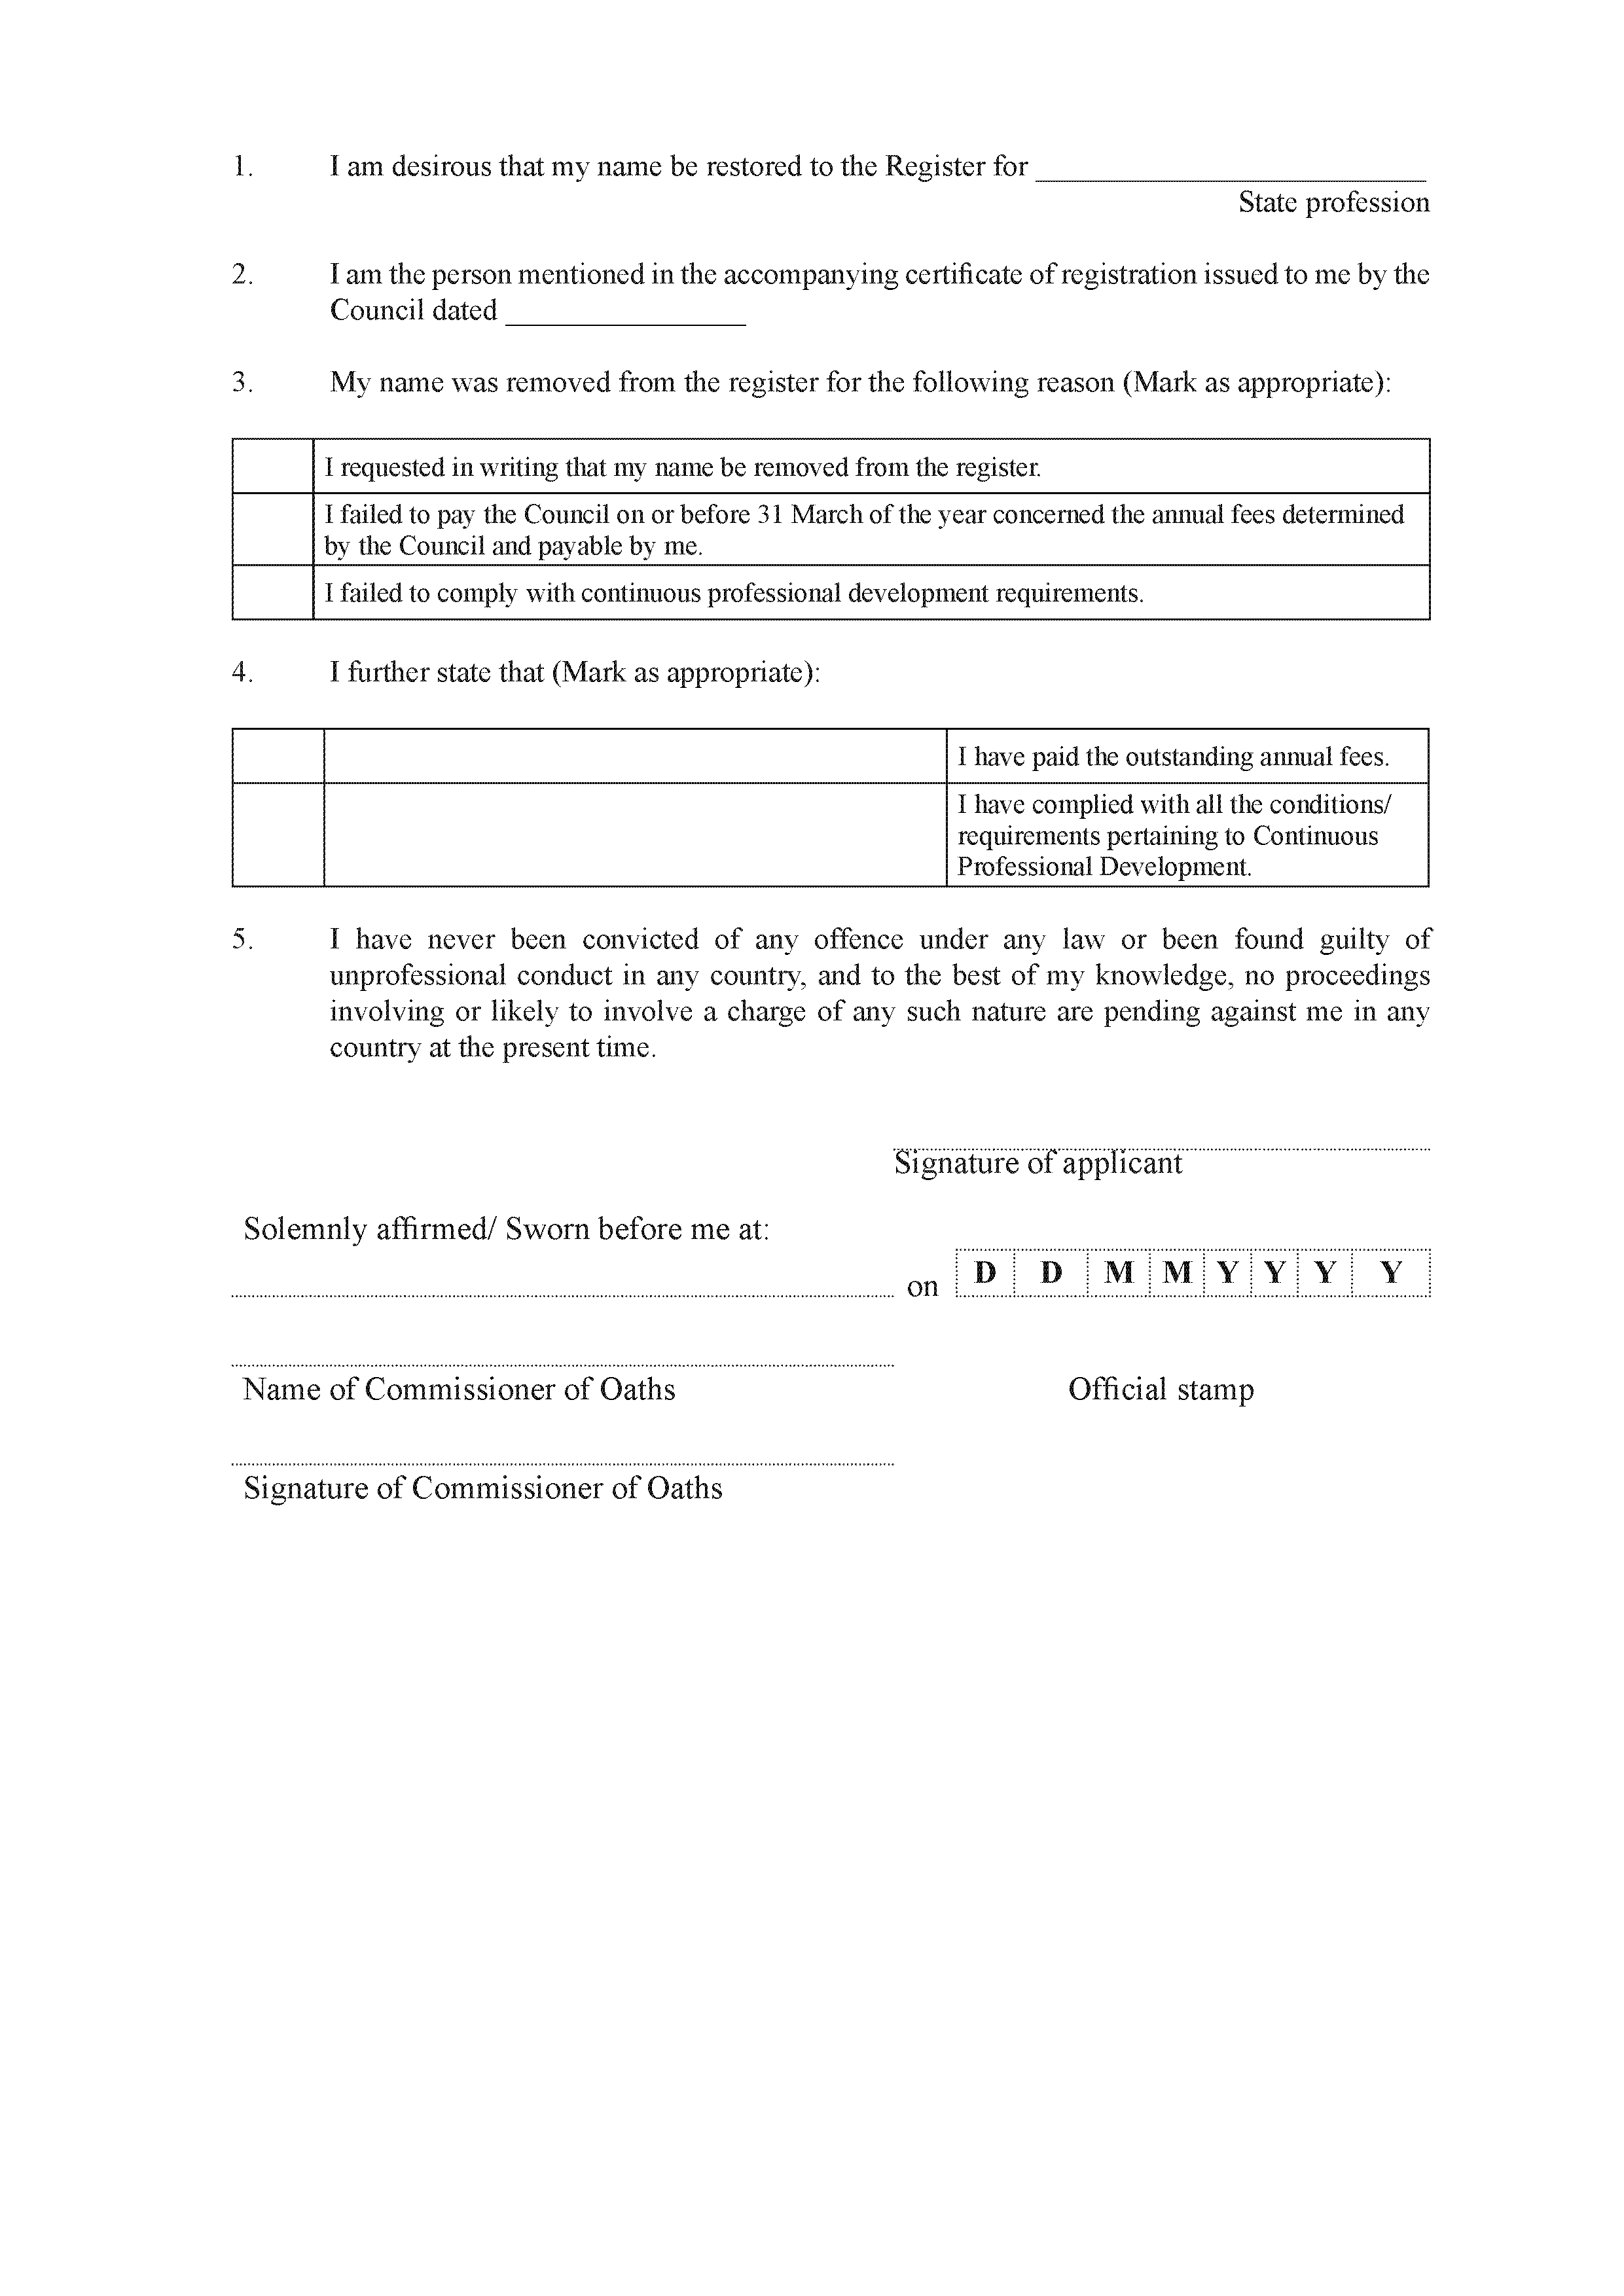 1. I am desirous that my name be restored to the Register for ______________________
State profession
2. I am the person mentioned in the accompanying certificate of registration issued to me by the
Council dated ______________
3. My name was removed from the register for the following reason (Mark as appropriate):
I requested in writing that my name be removed from the register.
I failed to pay the Council on or before 31 March of the year concerned the annual fees determined
by the Council and payable by me.
I failed to comply with continuous professional development requirements.
4. I further state that (Mark as appropriate):
I have paid the outstanding annual fees.
I have complied with all the conditions/
requirements pertaining to Continuous
Professional Development.
5. I have never been convicted of any offence under any law or been found guilty of
unprofessional conduct in any country, and to the best of my knowledge, no proceedings
involving or likely to involve a charge of any such nature are pending against me in any
country at the present time.
Signature of applicant
Solemnly affirmed/ Sworn before me at:
on D D M M Y Y Y Y
Name of Commissioner of Oaths Official stamp
Signature of Commissioner of Oaths